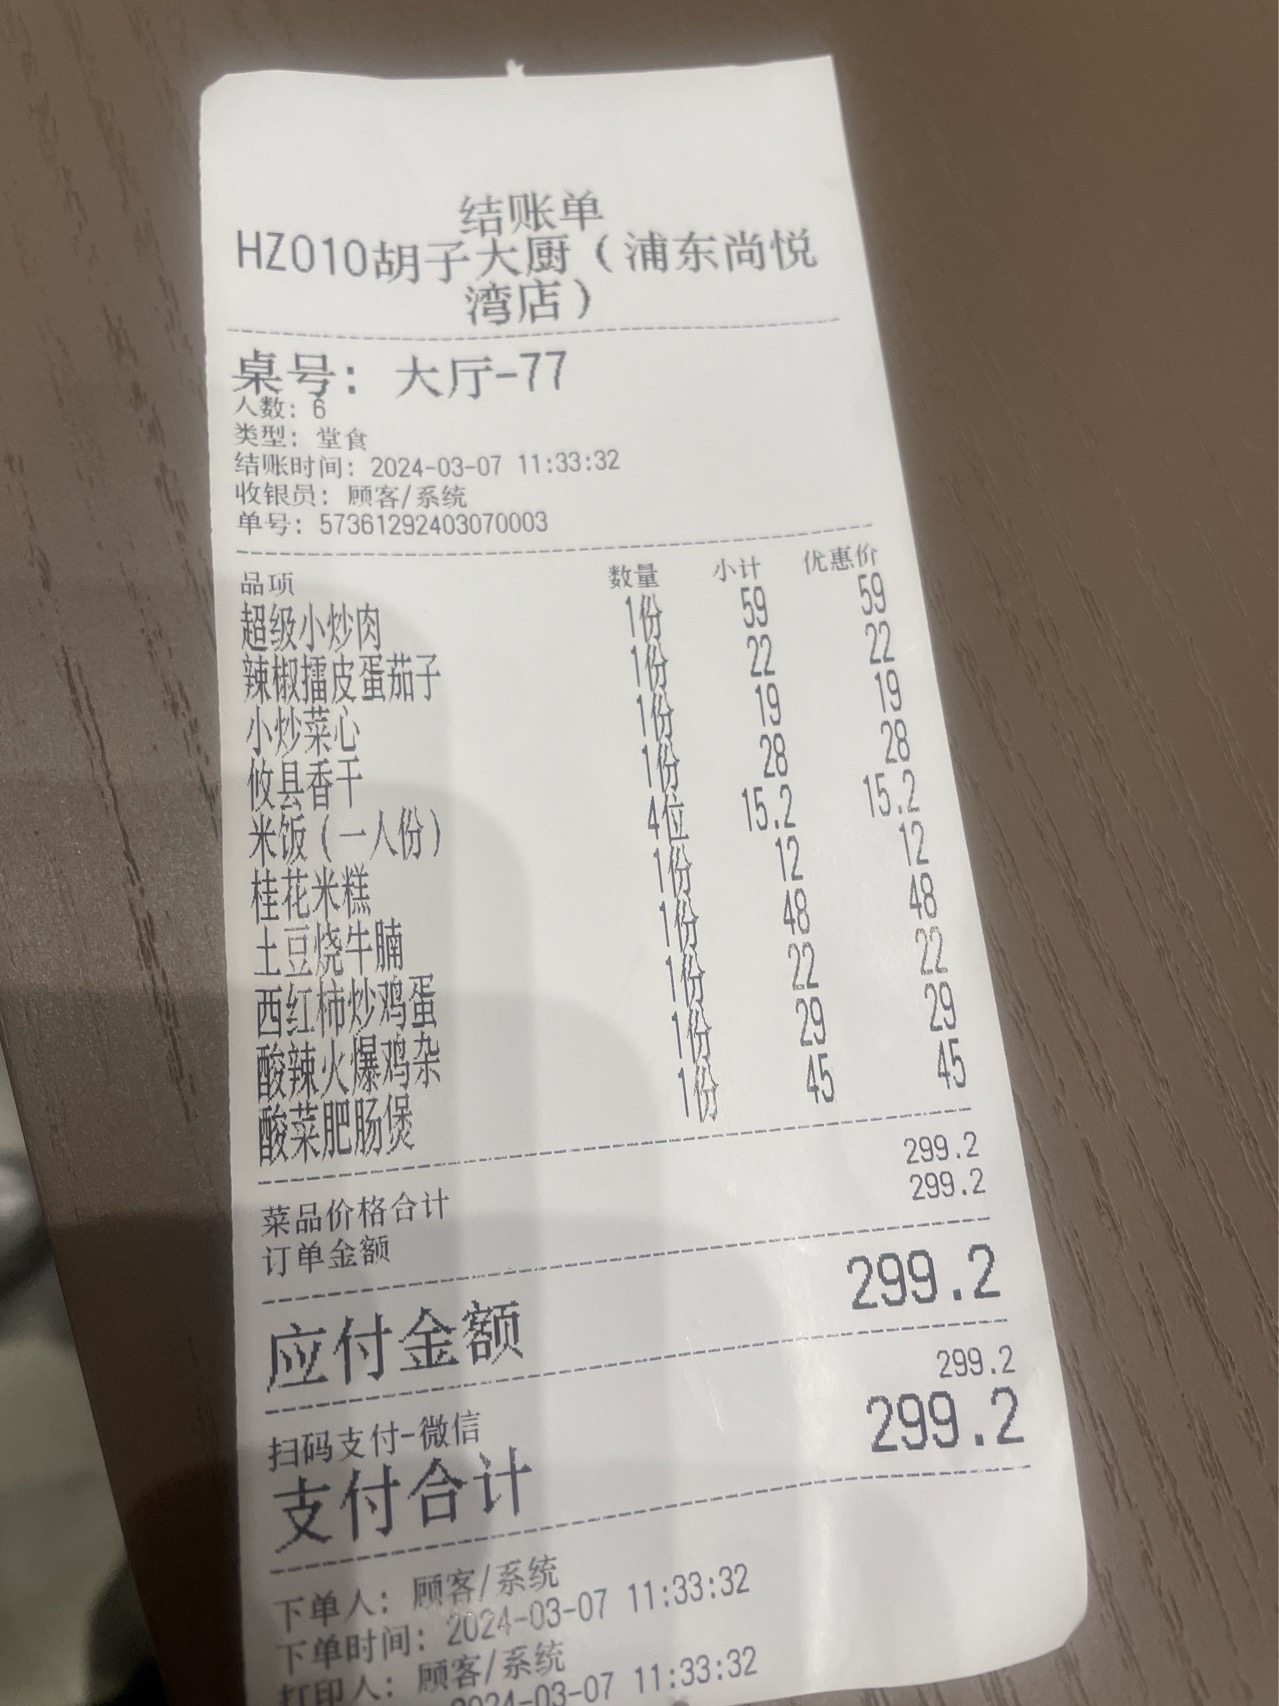 结账单
HZ010胡子大厨(浦东尚悦
湾店)
桌号: 大厅-77
人数: 6
类型: 堂食
结账时间: 2024-03-07 11:33:32
收银员: 顾客/系统
单号: 57361292403070003
品项 数量 小计 优惠价
超级小炒肉 1份 59 59
辣椒擂皮蛋茄子 1份 22 22
小炒菜心 1份 19 19
攸县香干 1份 28 28
米饭(一人份) 4位 15.2 15.2
桂花米糕 1份 12 12
土豆烧牛腩 1份 48 48
西红柿炒鸡蛋 1份 22 22
酸辣火爆鸡杂 1份 29 29
酸菜肥肠煲 1份 45 45
菜品价格合计 299.2
订单金额 299.2
应付金额 299.2
扫码支付-微信 299.2
支付合计 299.2
下单人: 顾客/系统
下单时间: 2024-03-07 11:33:32
打印人: 顾客/系统
2024-03-07 11:33:32